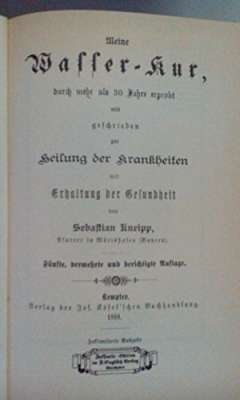 Meine
Wasser-Kur,
durch mehr als 30 Jahre erprobt
und
geschrieben
zur
Heilung der Krankheiten
und
Erhaltung der Gesundheit
von
Sebastian Kneipp,
Pfarrer in Wörishofen (Bayern).
Fünfte, vermehrte und berichtigte Auflage.
Kempten.
Verlag der Jos. Kösel'schen Buchhandlung
1888.